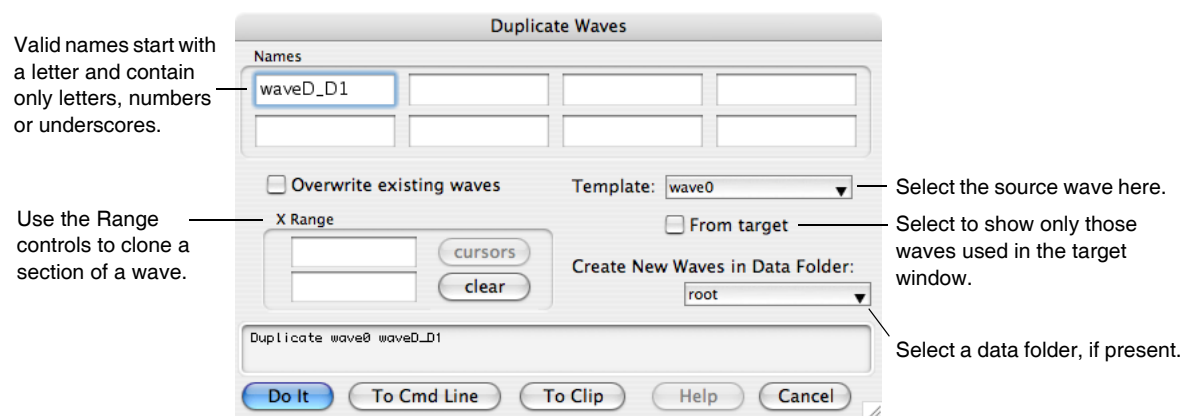 Duplicate Waves
Valid names start with
a letter and contain
only letters, numbers
or underscores.
Names
waveD_D1
Overwrite existing waves
Template: wave0
Select the source wave here.
Use the Range
controls to clone a
section of a wave.
X Range
cursors
clear
From target
Select to show only those
waves used in the target
window.
Create New Waves in Data Folder:
root
Select a data folder, if present.
Duplicate wave0 waveD_D1
Do It
To Cmd Line
To Clip
Help
Cancel